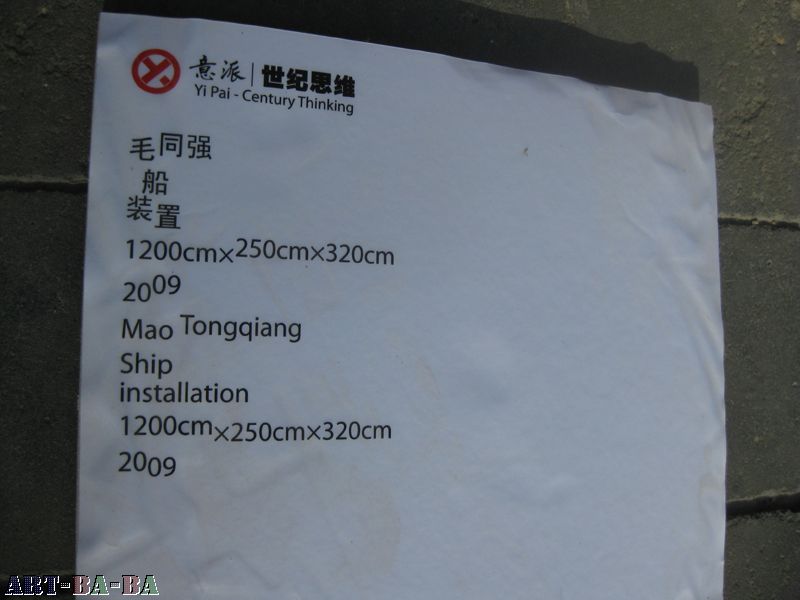 意派 | 世纪思维
Yi Pai - Century Thinking
毛同强
船
装置
1200cm×250cm×320cm
2009
Mao Tongqiang
Ship
installation
1200cm×250cm×320cm
2009
ART-BA-BA